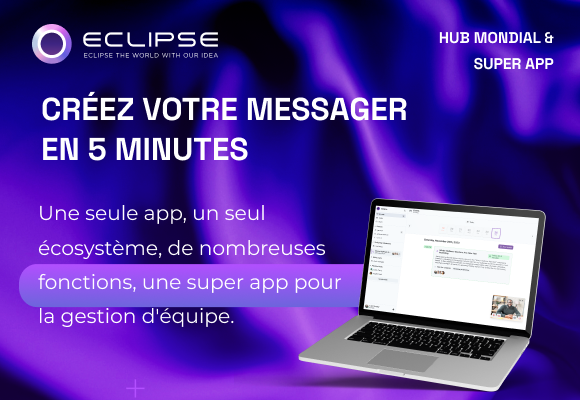 ECLIPSE
ECLIPSE THE WORLD WITH OUR IDEA
HUB MONDIAL &
SUPER APP
CRÉEZ VOTRE MESSAGER
EN 5 MINUTES
Une seule app, un seul
écosystème, de nombreuses
fonctions, une super app pour
la gestion d'équipe.